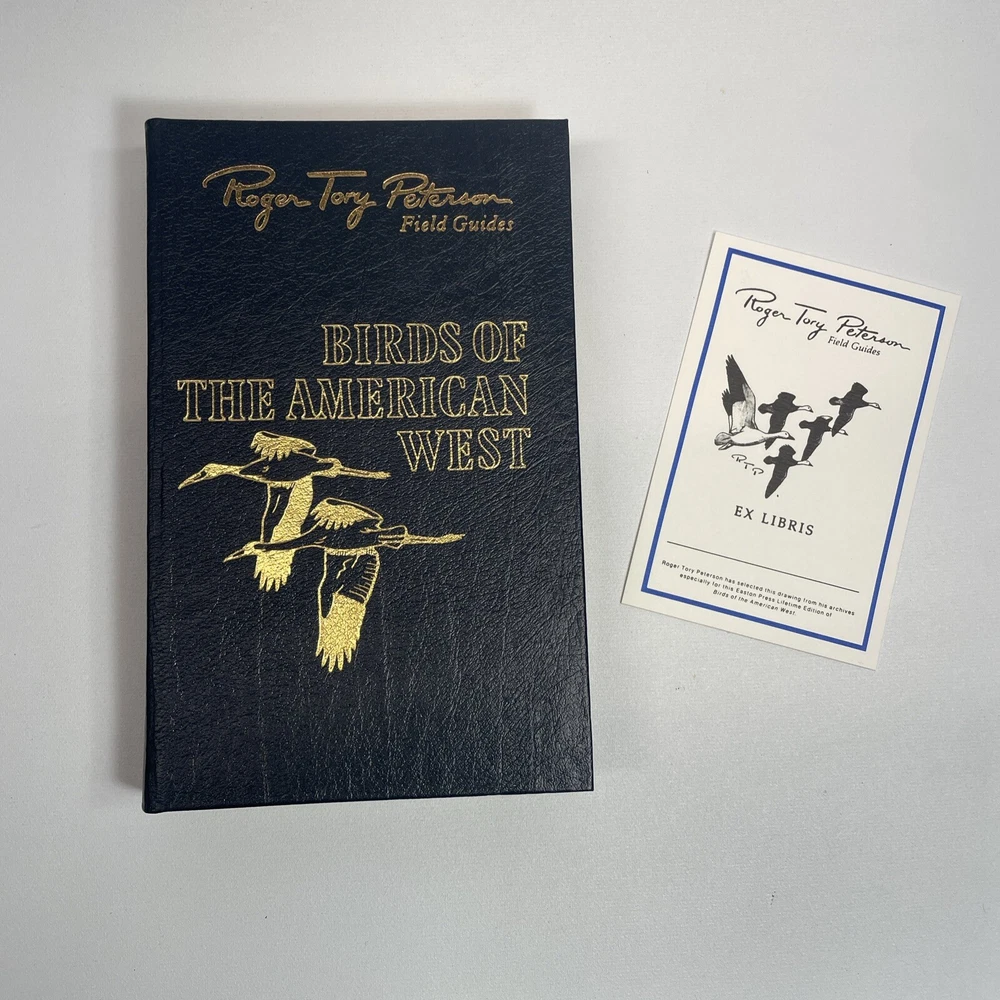 Roger Tory Peterson
Field Guides
BIRDS OF
THE AMERICAN
WEST
Roger Tory Peterson
Field Guides
RTP
EX LIBRIS
Roger Tory Peterson has selected this drawing from his archives
especially for this Easton Press Lifetime Edition of
Birds of the American West.